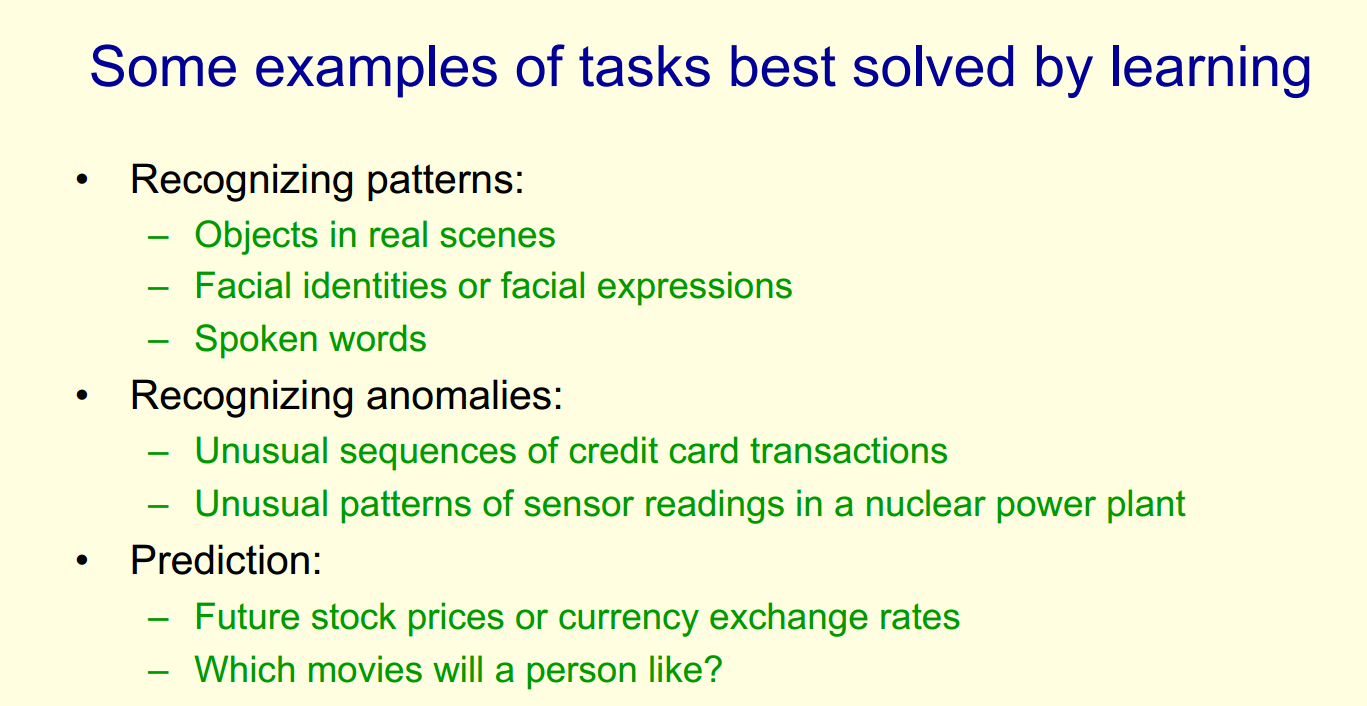 Some examples of tasks best solved by learning
• Recognizing patterns:
– Objects in real scenes
– Facial identities or facial expressions
– Spoken words
• Recognizing anomalies:
– Unusual sequences of credit card transactions
– Unusual patterns of sensor readings in a nuclear power plant
• Prediction:
– Future stock prices or currency exchange rates
– Which movies will a person like?